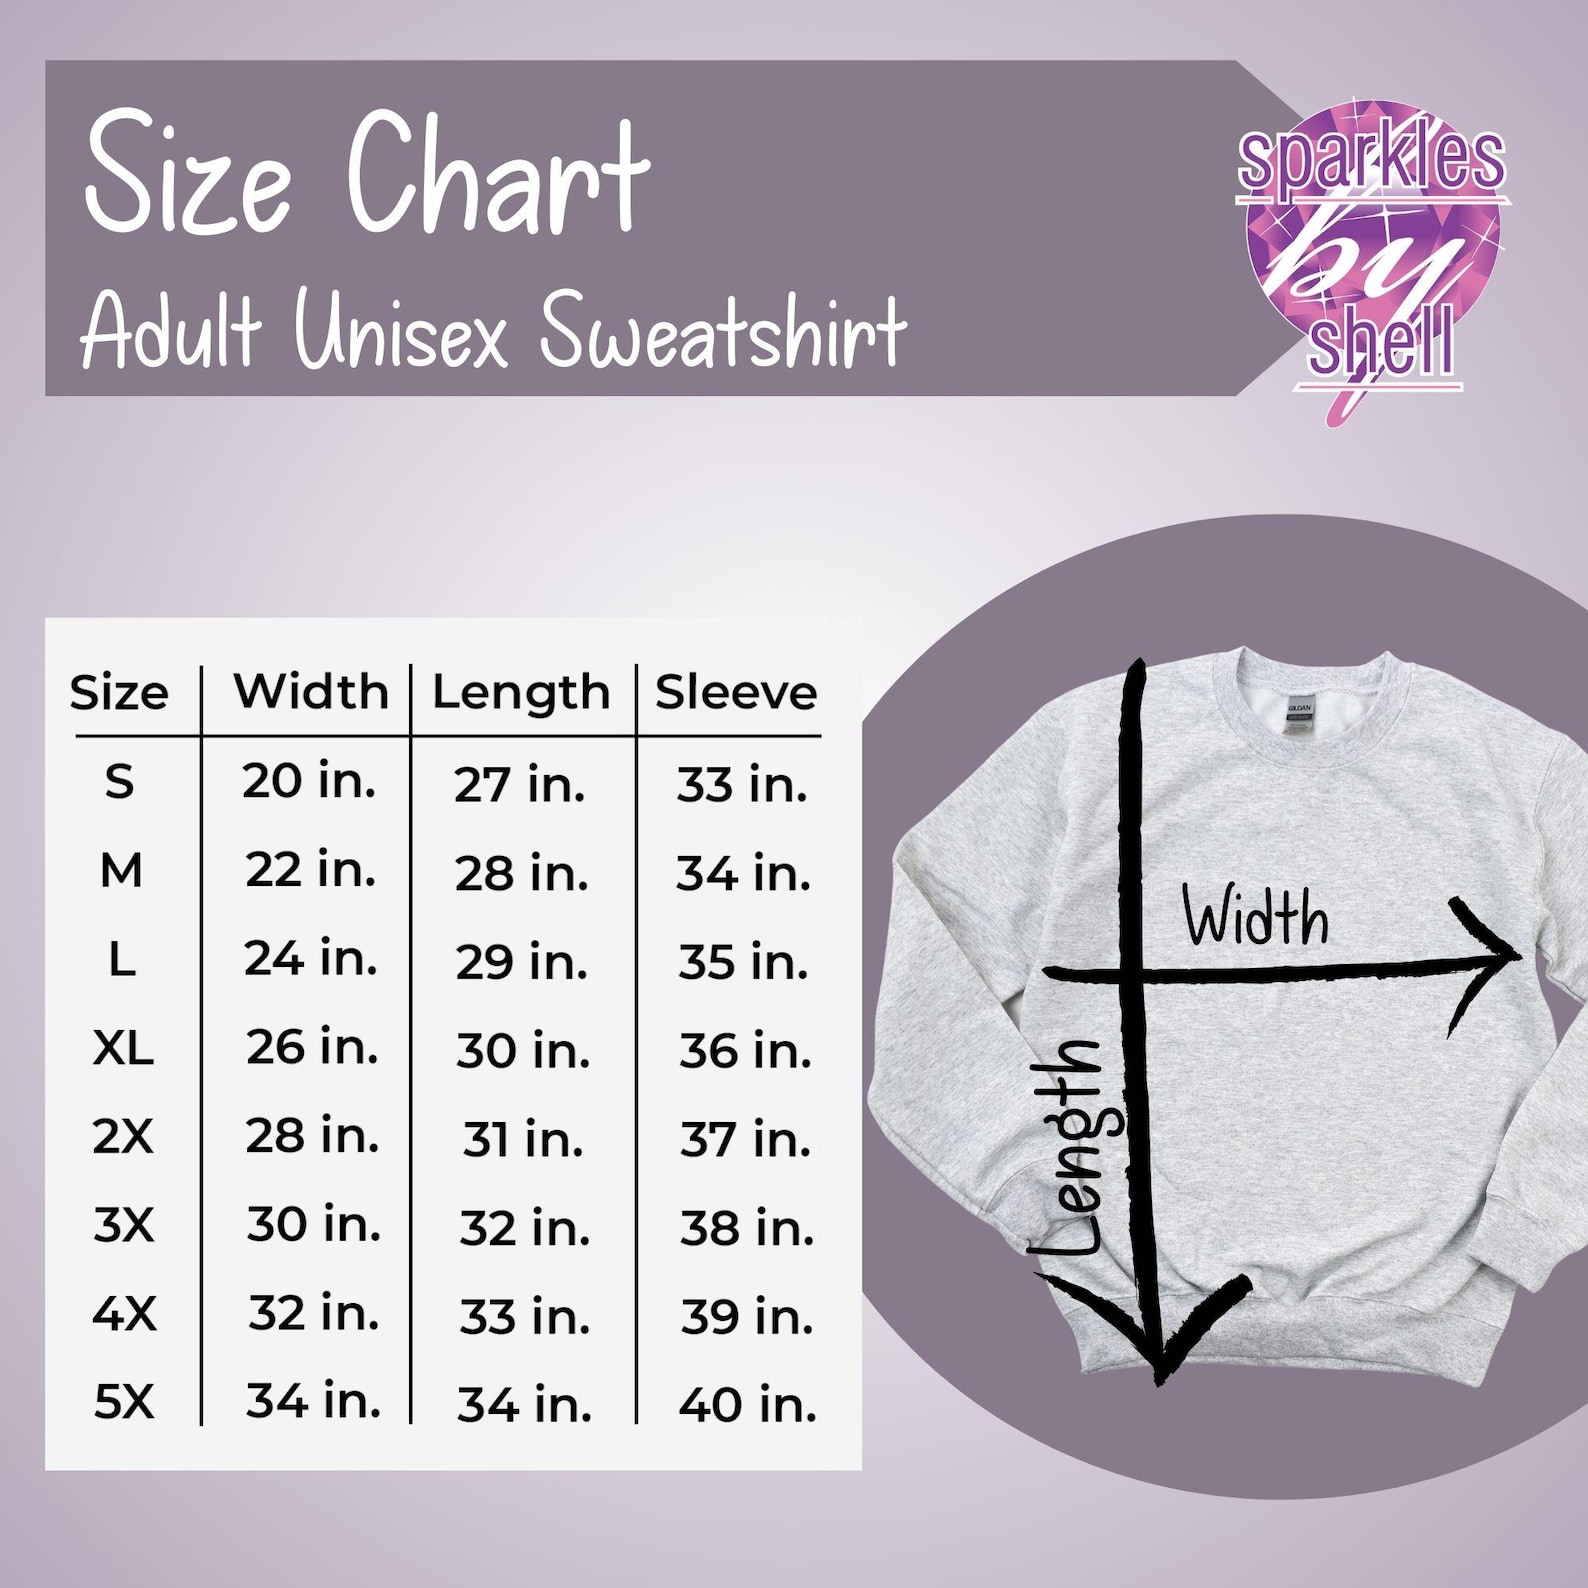 Size Chart
Adult Unisex Sweatshirt
sparkles
by
shell
Size Width Length Sleeve
S 20 in. 27 in. 33 in.
M 22 in. 28 in. 34 in.
L 24 in. 29 in. 35 in.
XL 26 in. 30 in. 36 in.
2X 28 in. 31 in. 37 in.
3X 30 in. 32 in. 38 in.
4X 32 in. 33 in. 39 in.
5X 34 in. 34 in. 40 in.
GILDAN
Width
Length